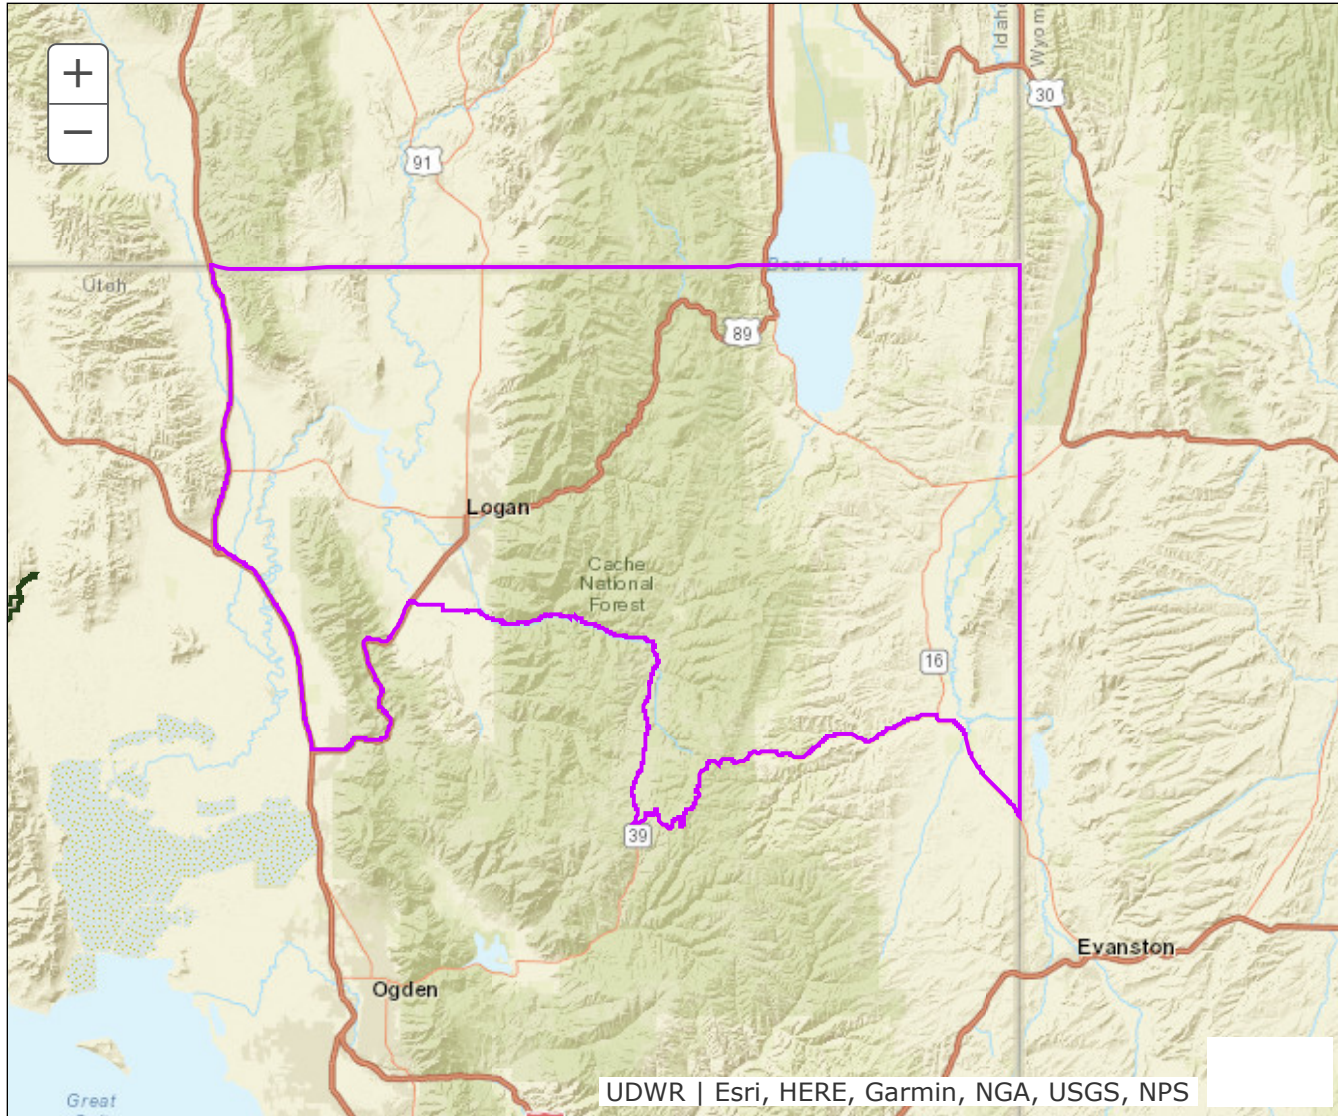 +
−
Idaho
30
91
Utah
Bear Lake
89
Logan
Cache
National
Forest
16
39
Evanston
Ogden
Great
UDWR | Esri, HERE, Garmin, NGA, USGS, NPS